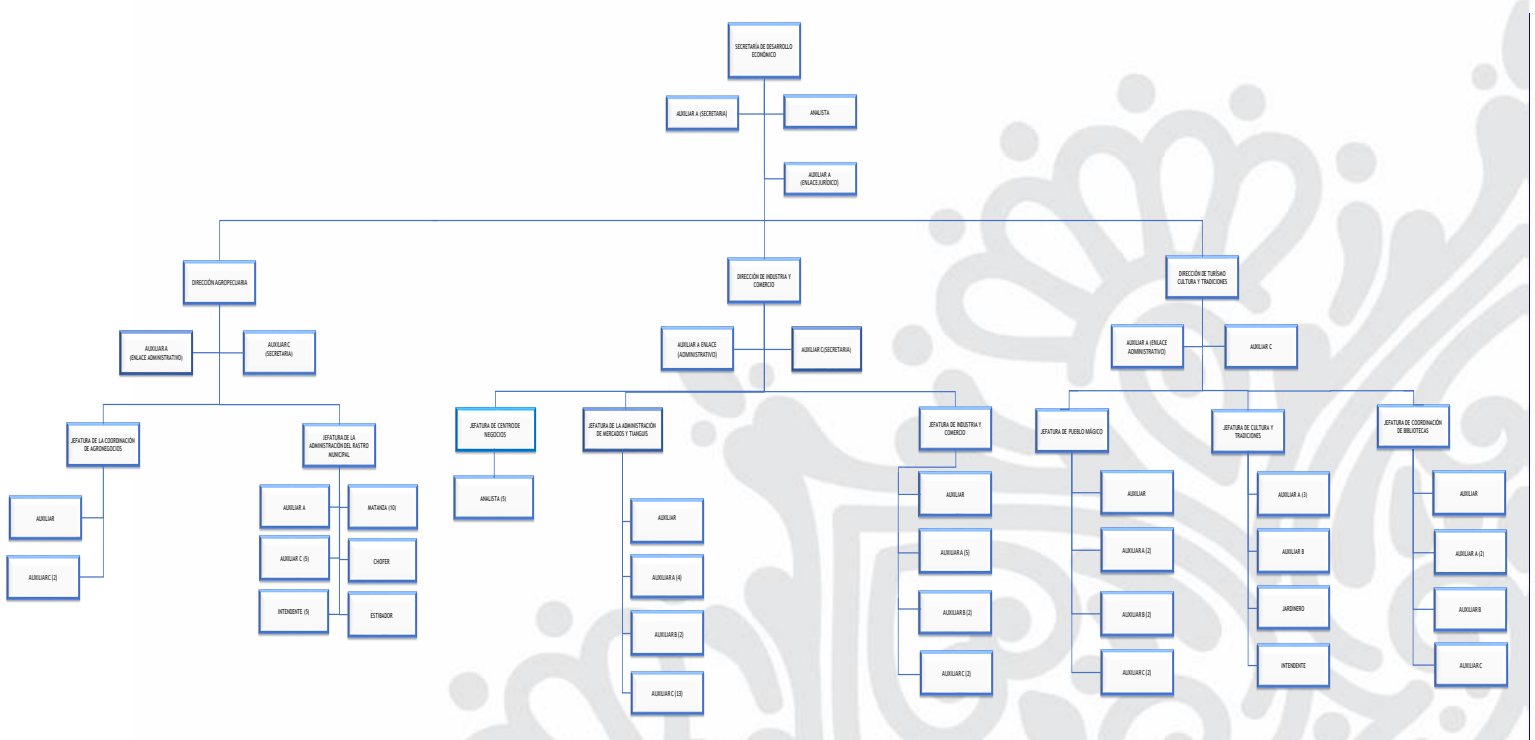 SECRETARÍA DE DESARROLLO
ECONÓMICO
AUXILIAR A (SECRETARIA)
ANALISTA
AUXILIAR A
(ENLACE JURÍDICO)
DIRECCIÓN AGROPECUARIA
DIRECCIÓN DE INDUSTRIA Y
COMERCIO
DIRECCIÓN DE TURÍSMO
CULTURA Y TRADICIONES
AUXILIAR A
(ENLACE ADMINISTRATIVO)
AUXILIAR C
(SECRETARIA)
AUXILIAR A ENLACE
(ADMINISTRATIVO)
AUXILIAR C (SECRETARIA)
AUXILIAR A (ENLACE
ADMINISTRATIVO)
AUXILIAR C
JEFATURA DE LA COORDINACIÓN
DE AGRONEGOCIOS
JEFATURA DE LA
ADMINISTRACIÓN DEL RASTRO
MUNICIPAL
JEFATURA DE CENTRO DE
NEGOCIOS
JEFATURA DE LA ADMINISTRACIÓN
DE MERCADOS Y TIANGUIS
JEFATURA DE INDUSTRIA Y
COMERCIO
JEFATURA DE PUEBLO MÁGICO
JEFATURA DE CULTURA Y
TRADICIONES
JEFATURA DE COORDINACIÓN
DE BIBLIOTECAS
AUXILIAR
AUXILIAR C (2)
AUXILIAR A
MATANZA (10)
AUXILIAR C (5)
CHOFER
INTENDENTE (5)
ESTIBADOR
ANALISTA (5)
AUXILIAR
AUXILIAR A (4)
AUXILIAR B (2)
AUXILIAR C (13)
AUXILIAR
AUXILIAR A (5)
AUXILIAR B (2)
AUXILIAR C (2)
AUXILIAR
AUXILIAR A (2)
AUXILIAR B (2)
AUXILIAR C (2)
AUXILIAR A (3)
AUXILIAR B
JARDINERO
INTENDENTE
AUXILIAR
AUXILIAR A (2)
AUXILIAR B
AUXILIAR C